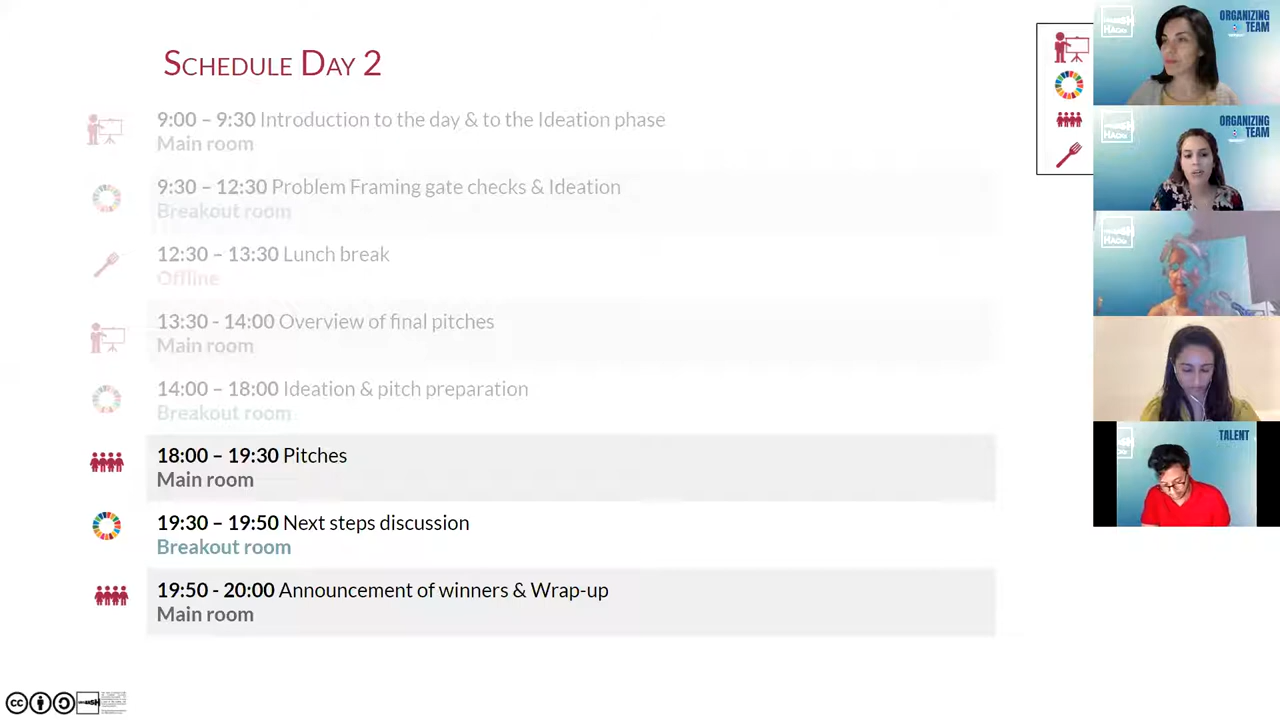 SCHEDULE DAY 2
9:00 – 9:30 Introduction to the day & to the Ideation phase
Main room
9:30 – 12:30 Problem Framing gate checks & Ideation
Breakout room
12:30 – 13:30 Lunch break
Offline
13:30 - 14:00 Overview of final pitches
Main room
14:00 – 18:00 Ideation & pitch preparation
Breakout room
18:00 – 19:30 Pitches
Main room
19:30 – 19:50 Next steps discussion
Breakout room
19:50 - 20:00 Announcement of winners & Wrap-up
Main room
cc
ORGANIZING
TEAM
ORGANIZING
TEAM
TALENT